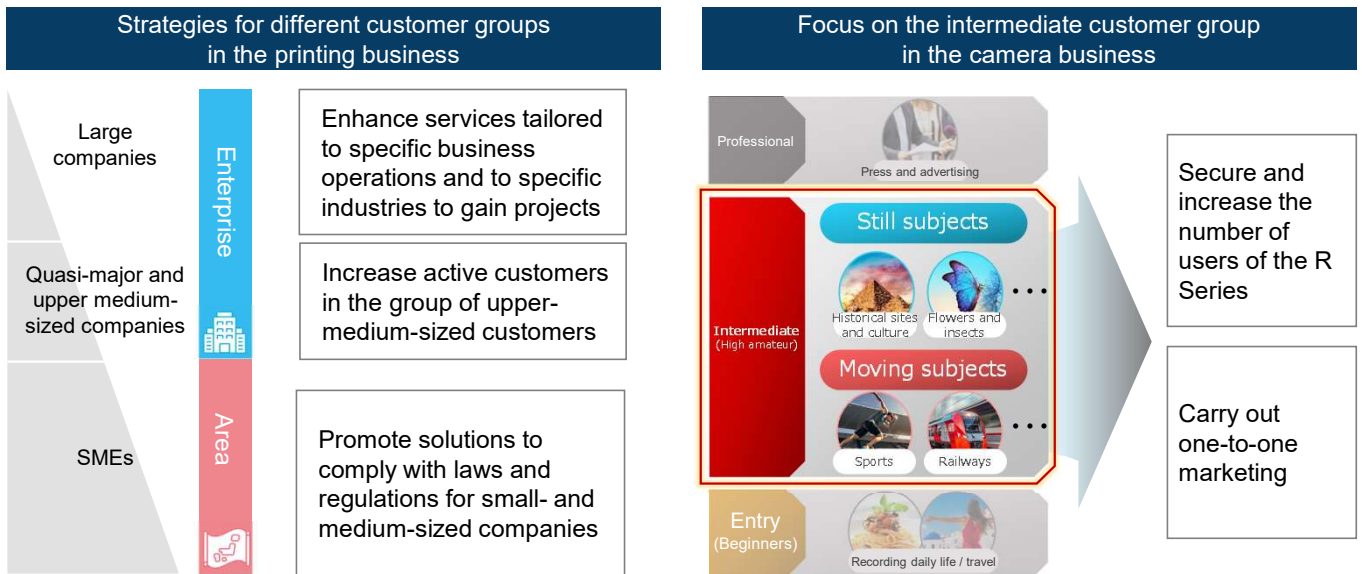 Strategies for different customer groups
in the printing business
Large
companies
Quasi-major and
upper medium-
sized companies
SMEs
Enterprise
Area
Enhance services tailored
to specific business
operations and to specific
industries to gain projects
Increase active customers
in the group of upper-
medium-sized customers
Promote solutions to
comply with laws and
regulations for small- and
medium-sized companies
Focus on the intermediate customer group
in the camera business
Professional
Press and advertising
Intermediate
(High amateur)
Still subjects
Historical sites
and culture
Flowers and
insects
• • •
Moving subjects
Sports
Railways
• • •
Entry
(Beginners)
Recording daily life / travel
Secure and
increase the
number of
users of the R
Series
Carry out
one-to-one
marketing